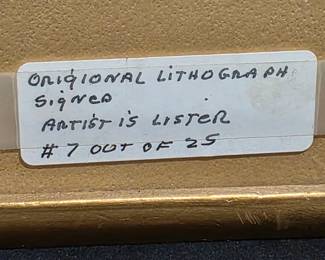 ORIGIONAL LITHOGRAPH
SIGNED
ARTIST IS LISTER
# 7 OUT OF 25